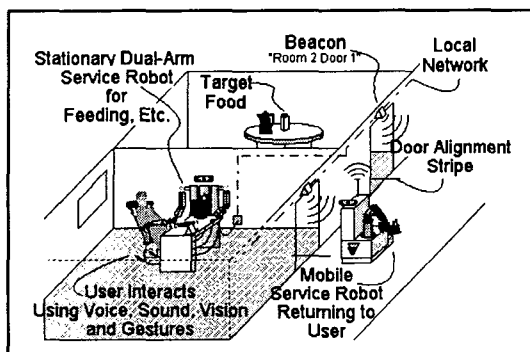 Stationary Dual-Arm
Service Robot
for
Feeding, Etc.
Target
Food
Beacon
"Room 2 Door 1"
Local
Network
Door Alignment
Stripe
User Interacts
Using Voice, Sound, Vision
and Gestures
Mobile
Service Robot
Returning to
User